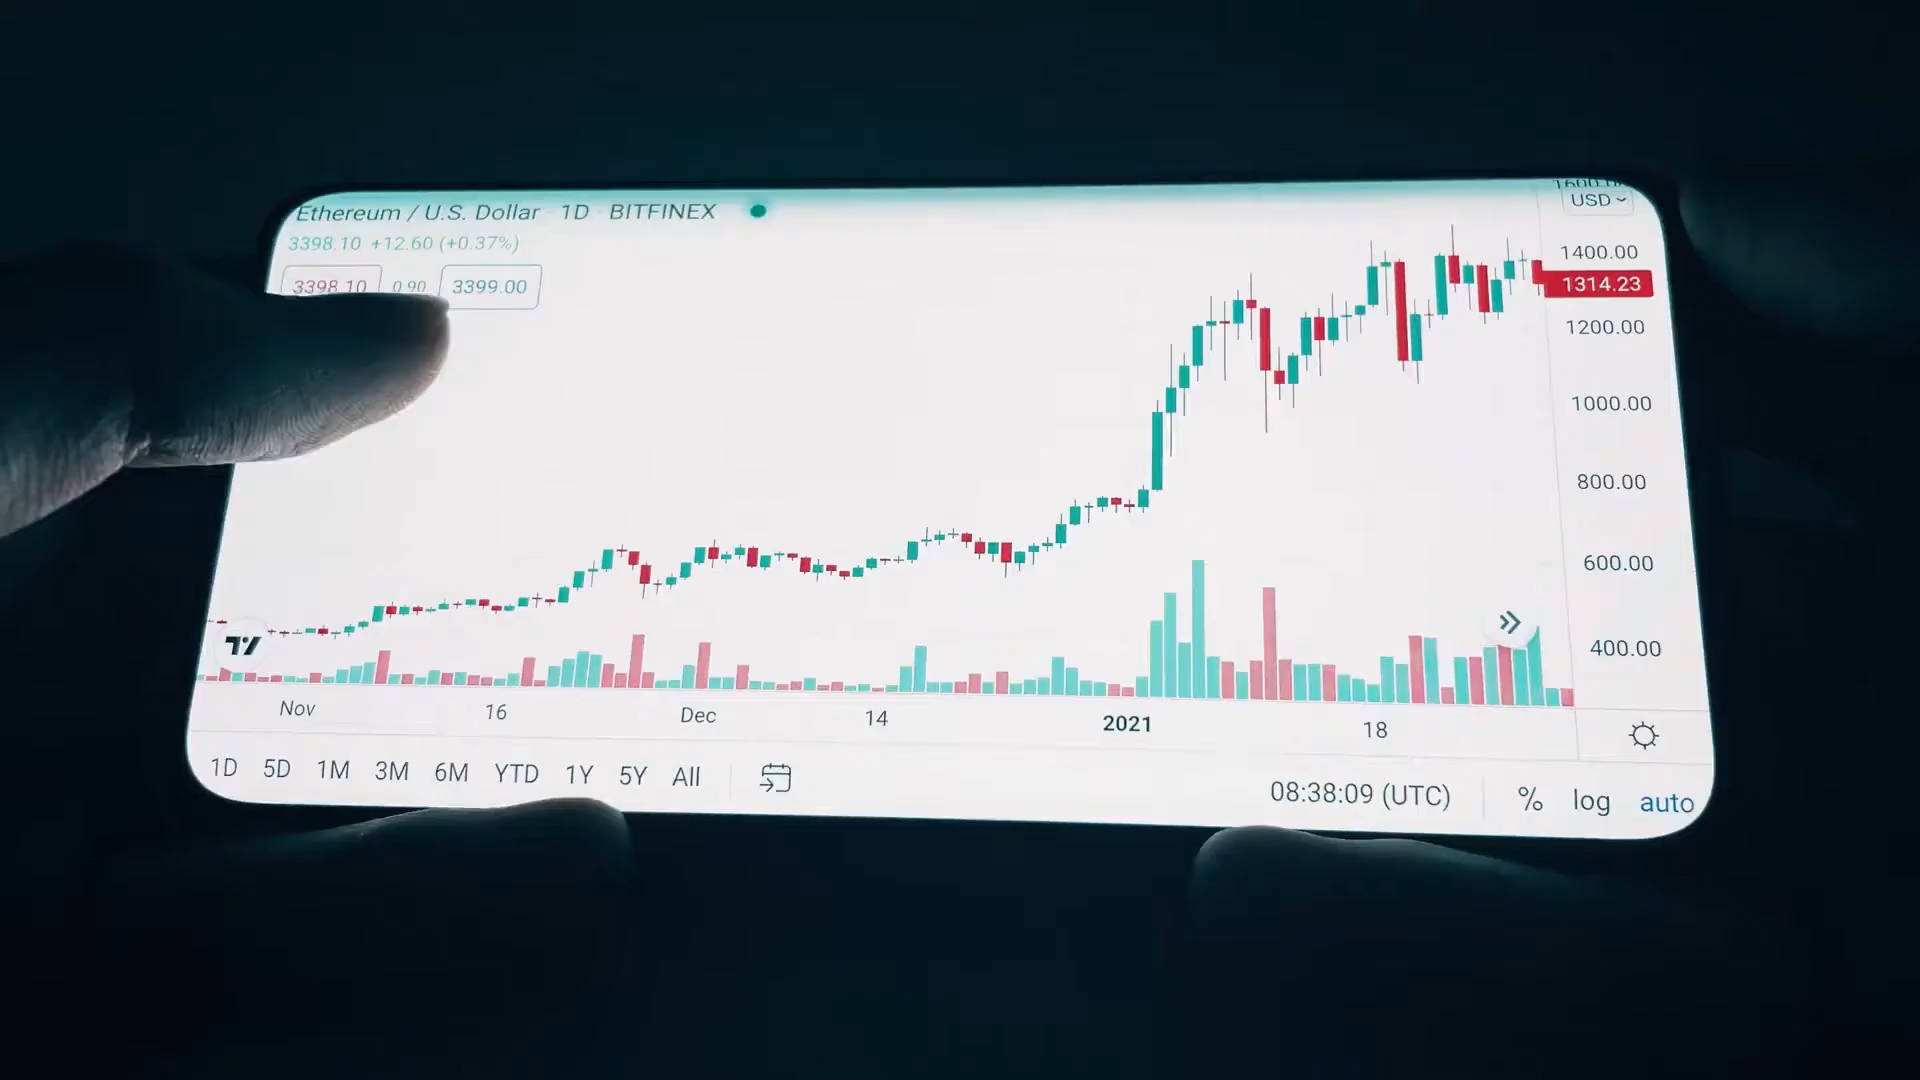 Ethereum / U.S. Dollar · 1D · BITFINEX
3398.10 +12.60 (+0.37%)
3398.10 0.90 3399.00
USD
1400.00
1314.23
1200.00
1000.00
800.00
600.00
400.00
Nov 16 Dec 14 2021 18
1D 5D 1M 3M 6M YTD 1Y 5Y All
08:38:09 (UTC) % log auto